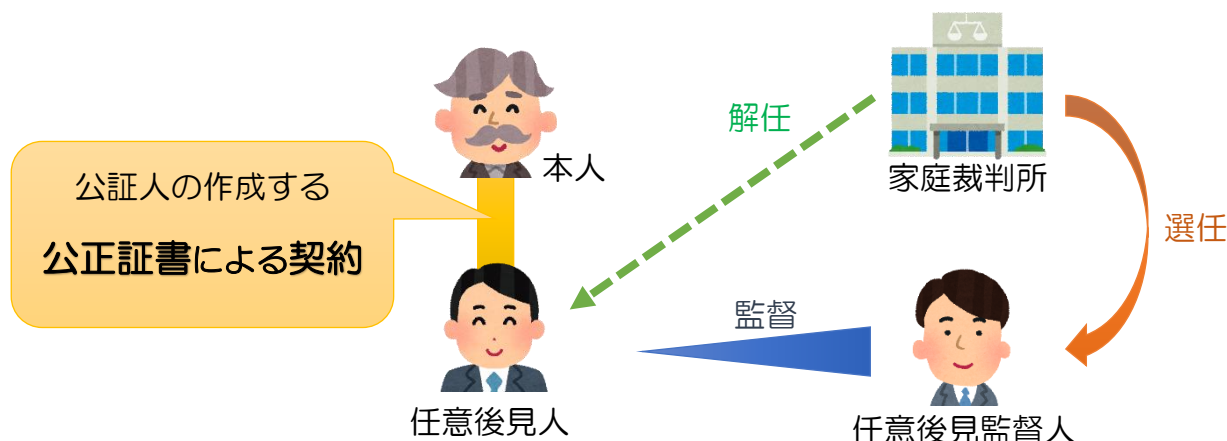 解任
本人
家庭裁判所
公証人の作成する
公正証書による契約
選任
監督
任意後見人
任意後見監督人